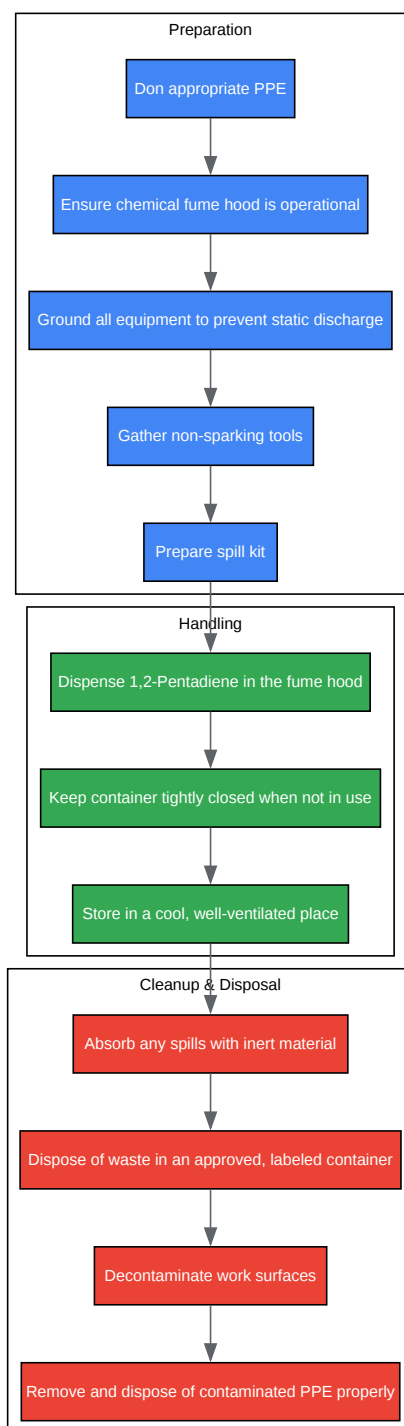 Preparation
Don appropriate PPE
Ensure chemical fume hood is operational
Ground all equipment to prevent static discharge
Gather non-sparking tools
Prepare spill kit
Handling
Dispense 1,2-Pentadiene in the fume hood
Keep container tightly closed when not in use
Store in a cool, well-ventilated place
Cleanup & Disposal
Absorb any spills with inert material
Dispose of waste in an approved, labeled container
Decontaminate work surfaces
Remove and dispose of contaminated PPE properly